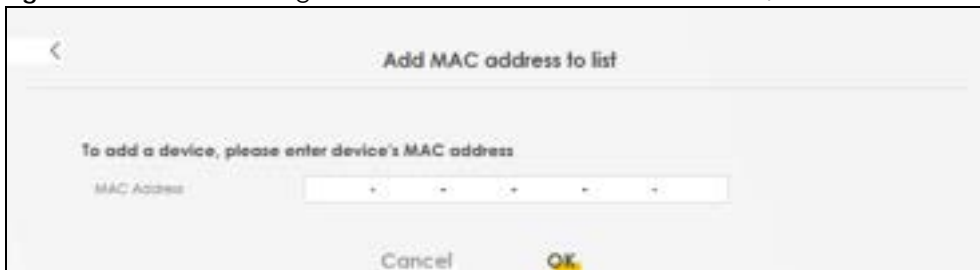 Add MAC address to list
To add a device, please enter device's MAC address
MAC Address - - - - -
Cancel OK